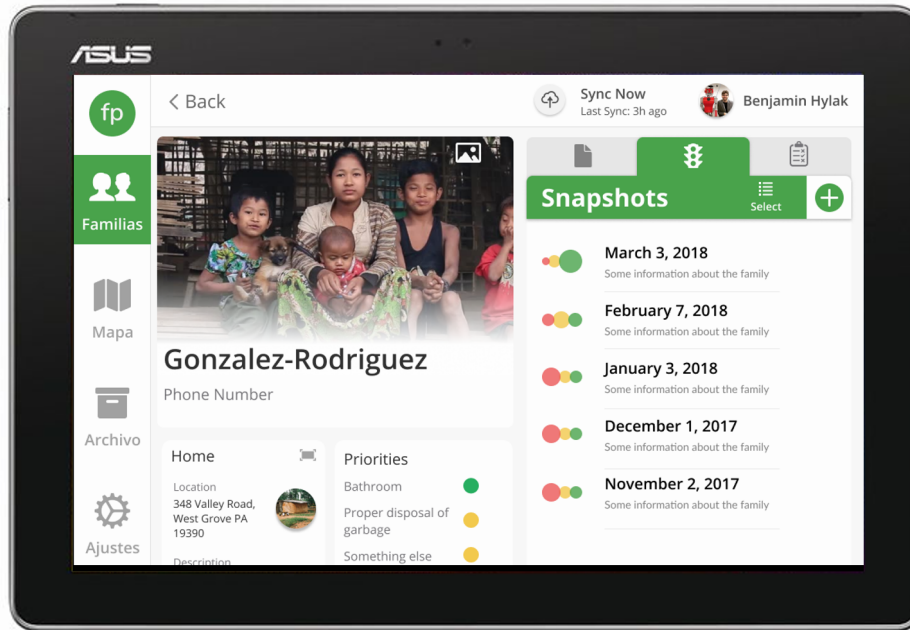 ASUS
fp
Back
Sync Now
Last Sync: 3h ago
Benjamin Hylak
Familias
Mapa
Archivo
Ajustes
Gonzalez-Rodriguez
Phone Number
Home
Location
348 Valley Road,
West Grove PA
19390
Description
Priorities
Bathroom
Proper disposal of
garbage
Something else
Snapshots
Select
March 3, 2018
Some information about the family
February 7, 2018
Some information about the family
January 3, 2018
Some information about the family
December 1, 2017
Some information about the family
November 2, 2017
Some information about the family